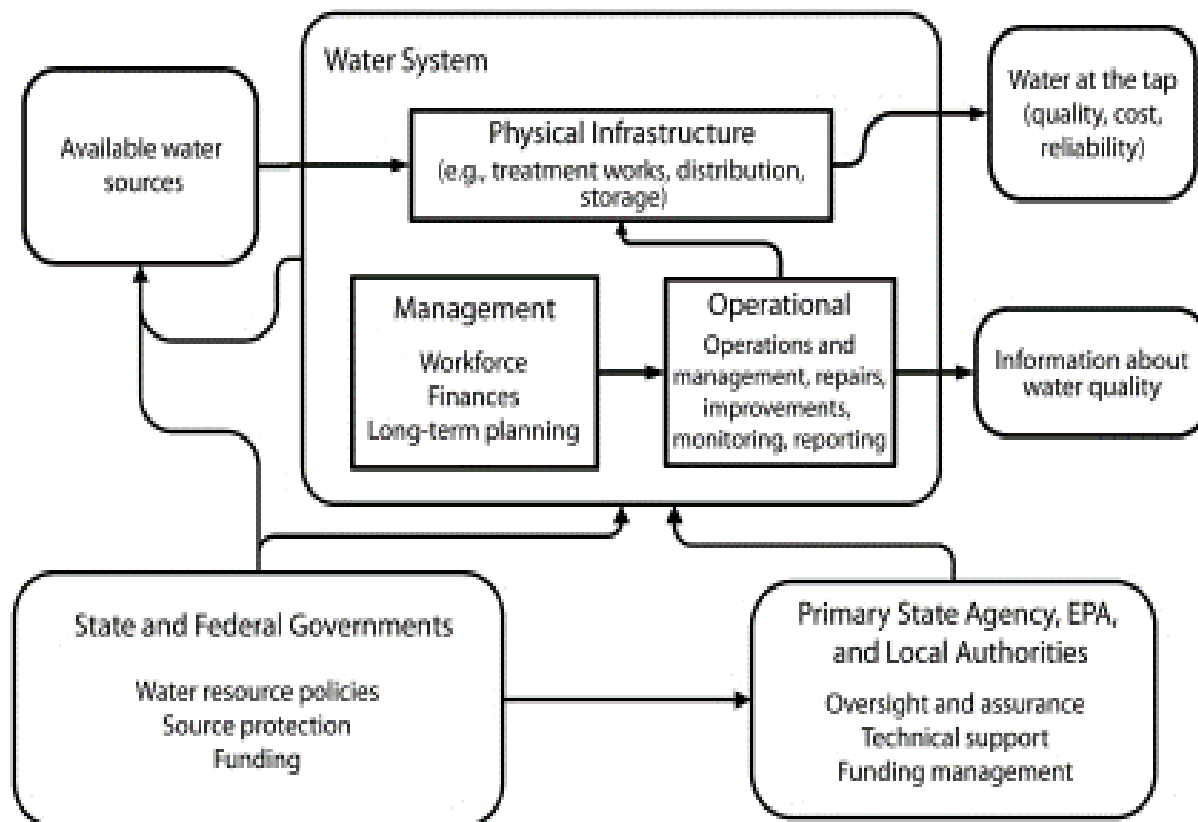 Water System
Available water
sources
Physical Infrastructure
(e.g., treatment works, distribution,
storage)
Water at the tap
(quality, cost,
reliability)
Management
Workforce
Finances
Long-term planning
Operational
Operations and
management, repairs,
improvements,
monitoring, reporting
Information about
water quality
State and Federal Governments
Water resource policies
Source protection
Funding
Primary State Agency, EPA,
and Local Authorities
Oversight and assurance
Technical support
Funding management